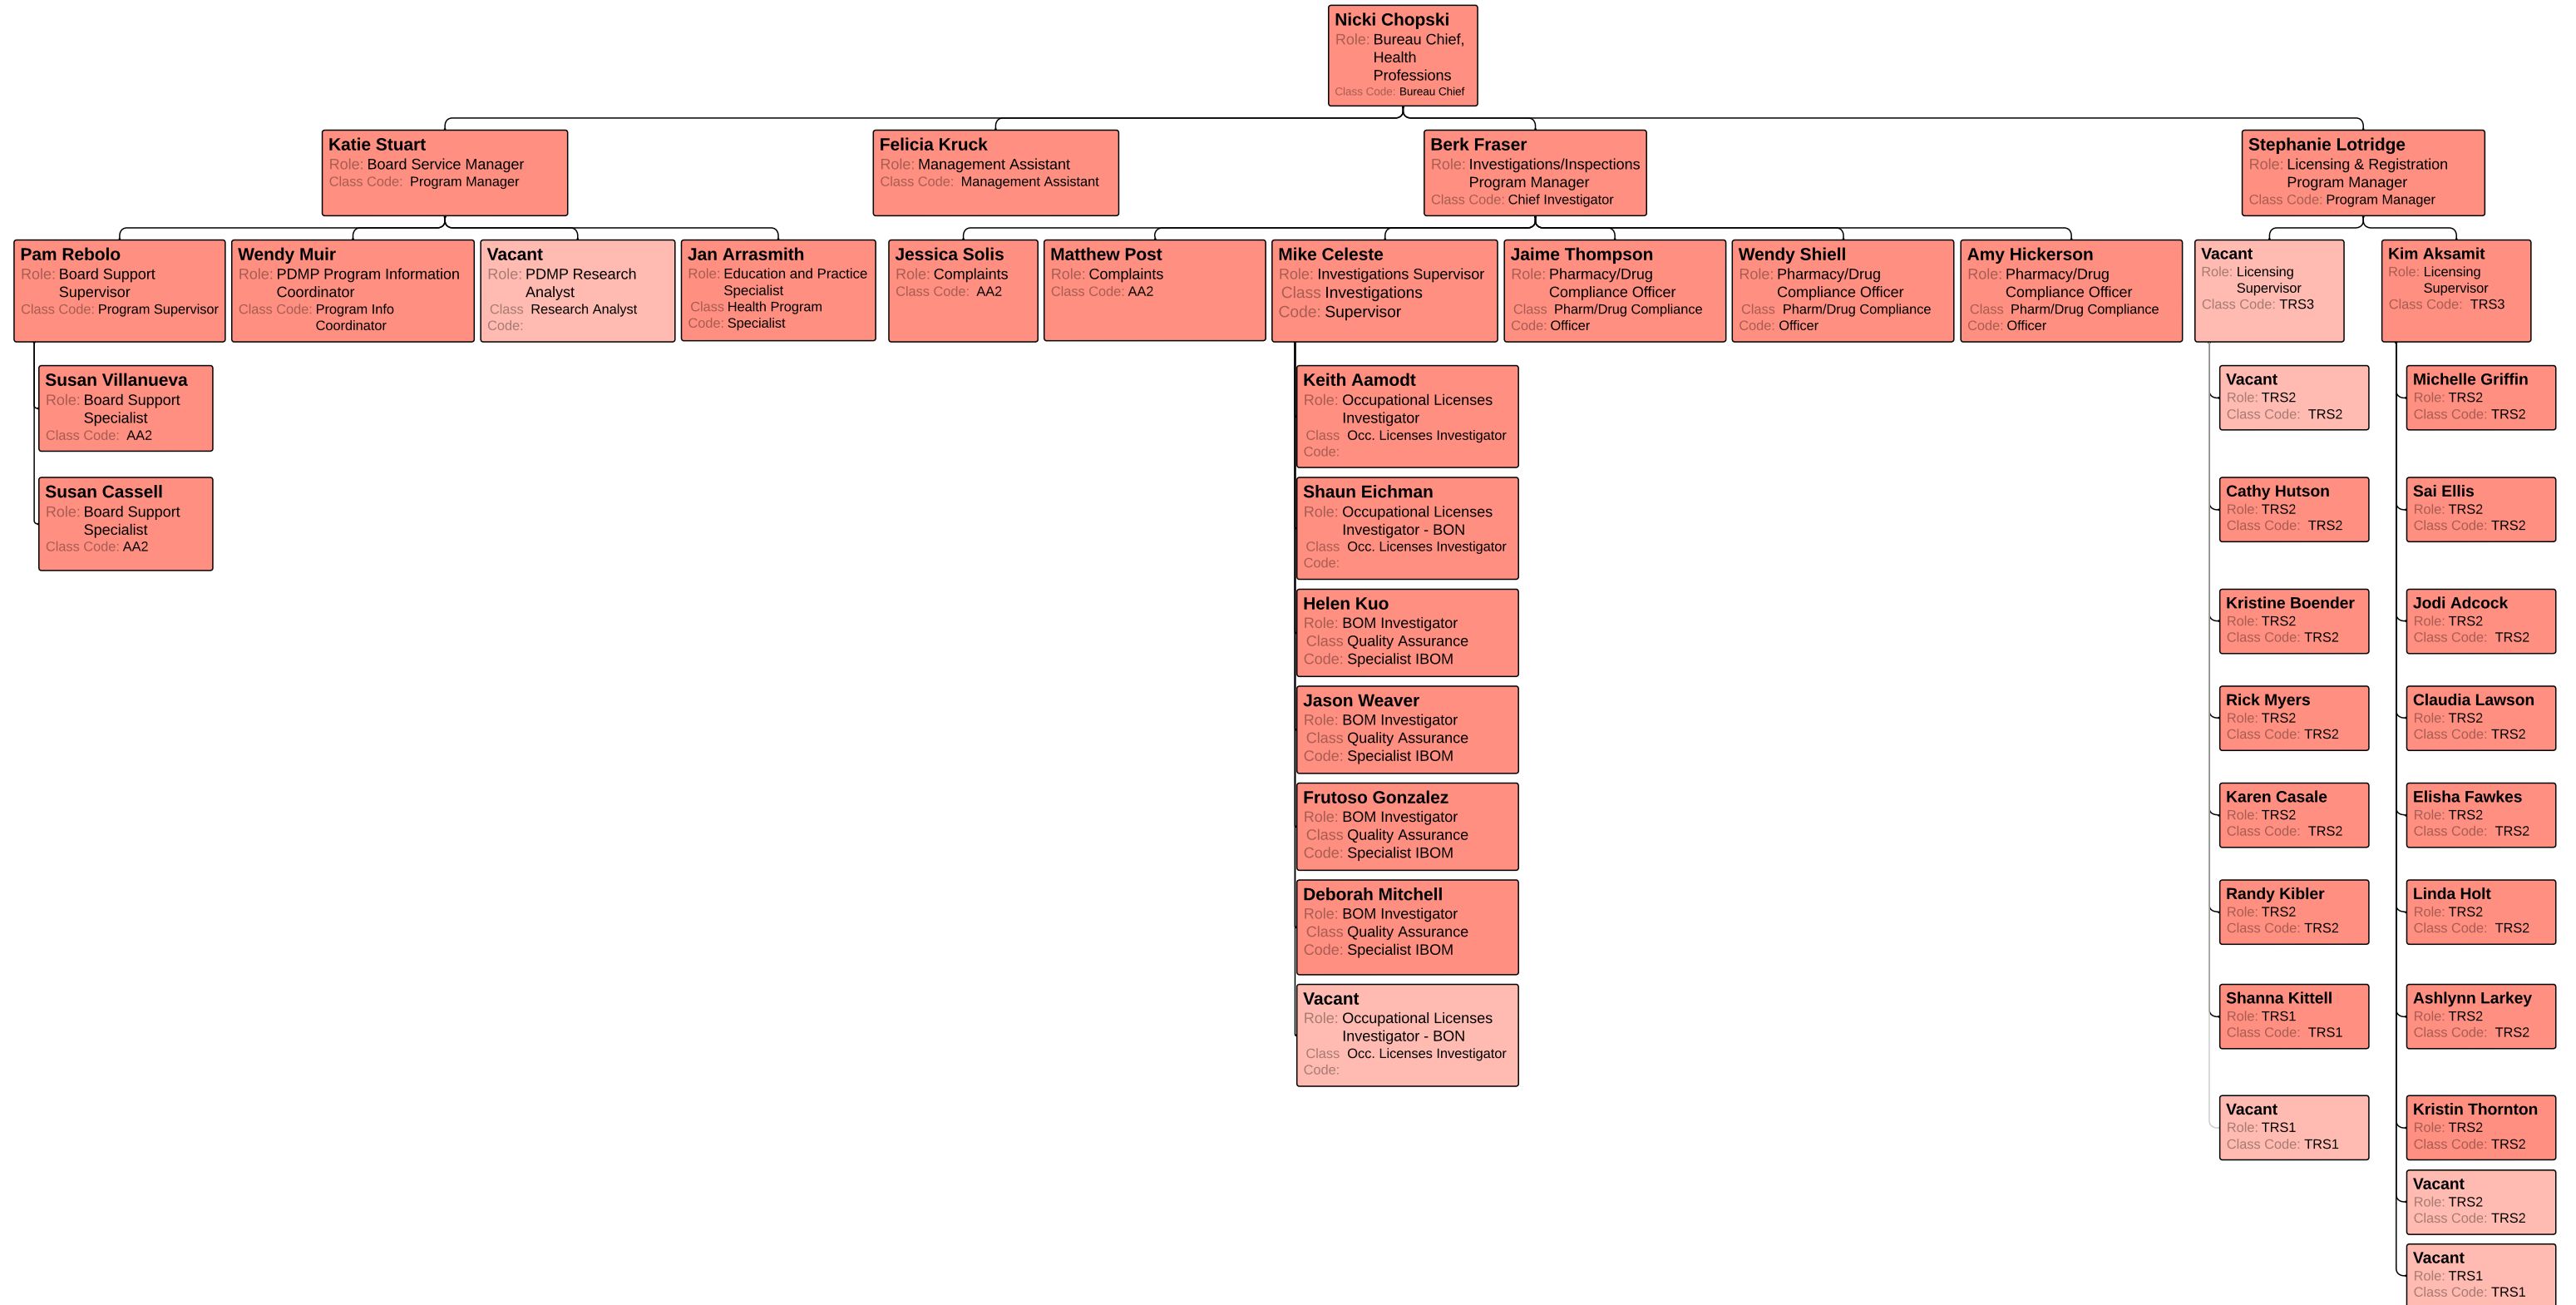 Nicki Chopski
Role: Bureau Chief,
Health
Professions
Class Code: Bureau Chief
Katie Stuart
Role: Board Service Manager
Class Code: Program Manager
Felicia Kruck
Role: Management Assistant
Class Code: Management Assistant
Berk Fraser
Role: Investigations/Inspections
Program Manager
Class Code: Chief Investigator
Stephanie Lotridge
Role: Licensing & Registration
Program Manager
Class Code: Program Manager
Pam Rebolo
Role: Board Support
Supervisor
Class Code: Program Supervisor
Wendy Muir
Role: PDMP Program Information
Coordinator
Class Code: Program Info
Coordinator
Vacant
Role: PDMP Research
Analyst
Class Research Analyst
Code:
Jan Arrasmith
Role: Education and Practice
Specialist
Class Health Program
Code: Specialist
Jessica Solis
Role: Complaints
Class Code: AA2
Matthew Post
Role: Complaints
Class Code: AA2
Mike Celeste
Role: Investigations Supervisor
Class Investigations
Code: Supervisor
Jaime Thompson
Role: Pharmacy/Drug
Compliance Officer
Class Pharm/Drug Compliance
Code: Officer
Wendy Shiell
Role: Pharmacy/Drug
Compliance Officer
Class Pharm/Drug Compliance
Code: Officer
Amy Hickerson
Role: Pharmacy/Drug
Compliance Officer
Class Pharm/Drug Compliance
Code: Officer
Vacant
Role: Licensing
Supervisor
Class Code: TRS3
Kim Aksamit
Role: Licensing
Supervisor
Class Code: TRS3
Susan Villanueva
Role: Board Support
Specialist
Class Code: AA2
Susan Cassell
Role: Board Support
Specialist
Class Code: AA2
Keith Aamodt
Role: Occupational Licenses
Investigator
Class Occ. Licenses Investigator
Code:
Shaun Eichman
Role: Occupational Licenses
Investigator - BON
Class Occ. Licenses Investigator
Code:
Helen Kuo
Role: BOM Investigator
Class Quality Assurance
Code: Specialist IBOM
Jason Weaver
Role: BOM Investigator
Class Quality Assurance
Code: Specialist IBOM
Frutoso Gonzalez
Role: BOM Investigator
Class Quality Assurance
Code: Specialist IBOM
Deborah Mitchell
Role: BOM Investigator
Class Quality Assurance
Code: Specialist IBOM
Vacant
Role: Occupational Licenses
Investigator - BON
Class Occ. Licenses Investigator
Code:
Vacant
Role: TRS2
Class Code: TRS2
Cathy Hutson
Role: TRS2
Class Code: TRS2
Kristine Boender
Role: TRS2
Class Code: TRS2
Rick Myers
Role: TRS2
Class Code: TRS2
Karen Casale
Role: TRS2
Class Code: TRS2
Randy Kibler
Role: TRS2
Class Code: TRS2
Shanna Kittell
Role: TRS1
Class Code: TRS1
Vacant
Role: TRS1
Class Code: TRS1
Michelle Griffin
Role: TRS2
Class Code: TRS2
Sai Ellis
Role: TRS2
Class Code: TRS2
Jodi Adcock
Role: TRS2
Class Code: TRS2
Claudia Lawson
Role: TRS2
Class Code: TRS2
Elisha Fawkes
Role: TRS2
Class Code: TRS2
Linda Holt
Role: TRS2
Class Code: TRS2
Ashlynn Larkey
Role: TRS2
Class Code: TRS2
Kristin Thornton
Role: TRS2
Class Code: TRS2
Vacant
Role: TRS2
Class Code: TRS2
Vacant
Role: TRS1
Class Code: TRS1